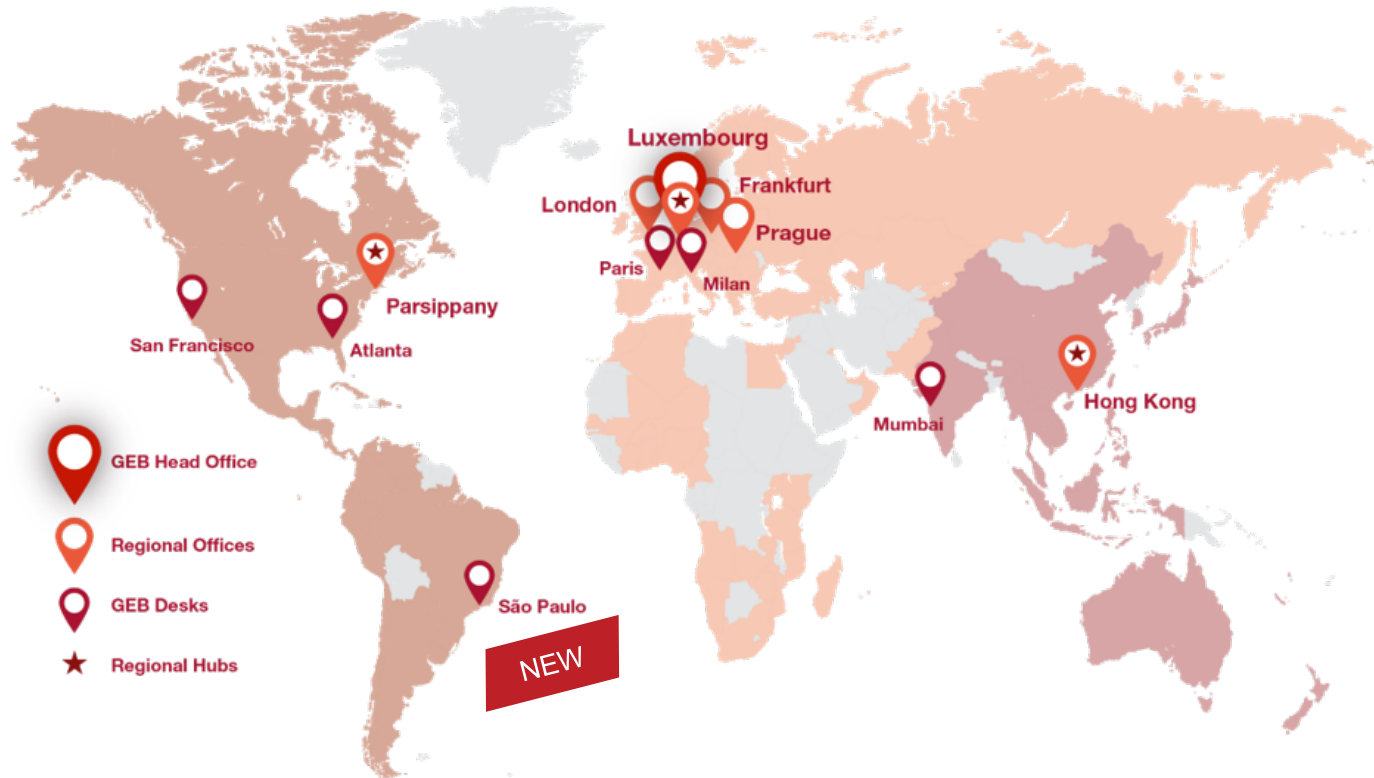 Luxembourg
Frankfurt
London
Prague
Paris
Milan
Parsippany
San Francisco
Atlanta
Hong Kong
Mumbai
GEB Head Office
Regional Offices
GEB Desks
Regional Hubs
São Paulo
NEW